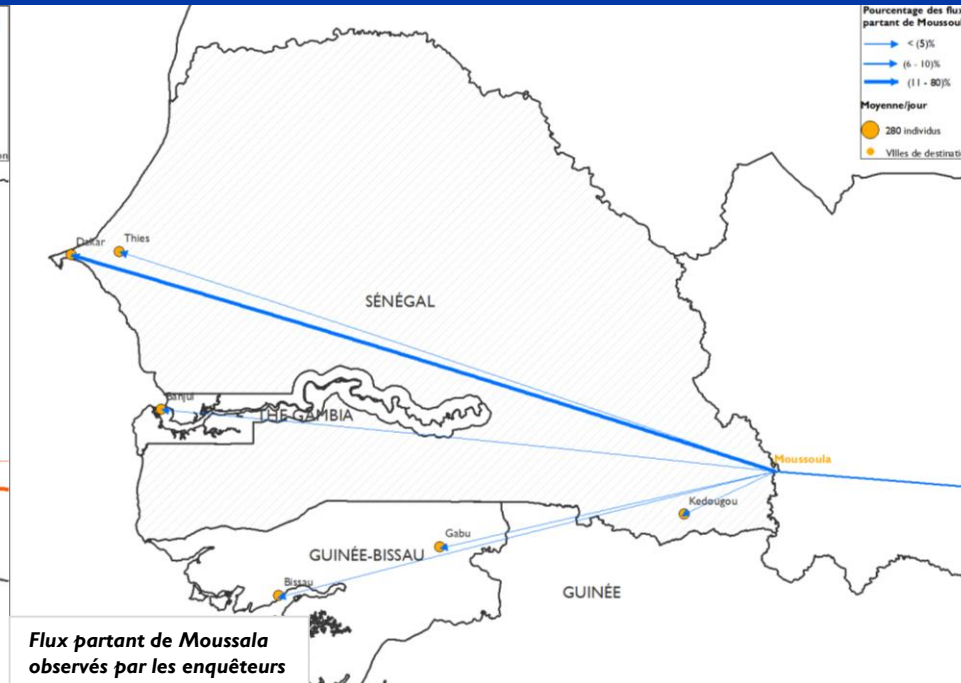 Pourcentage des flux
partant de Moussoul
< (5)%
(6 - 10)%
(11 - 80)%
Moyenne/jour
280 individus
Villes de destinati
on
Dakar
Thies
SÉNÉGAL
Banjul
THE GAMBIA
Moussoula
Kedougou
Gabu
GUINÉE-BISSAU
Bissau
GUINÉE
Flux partant de Moussala
observés par les enquêteurs